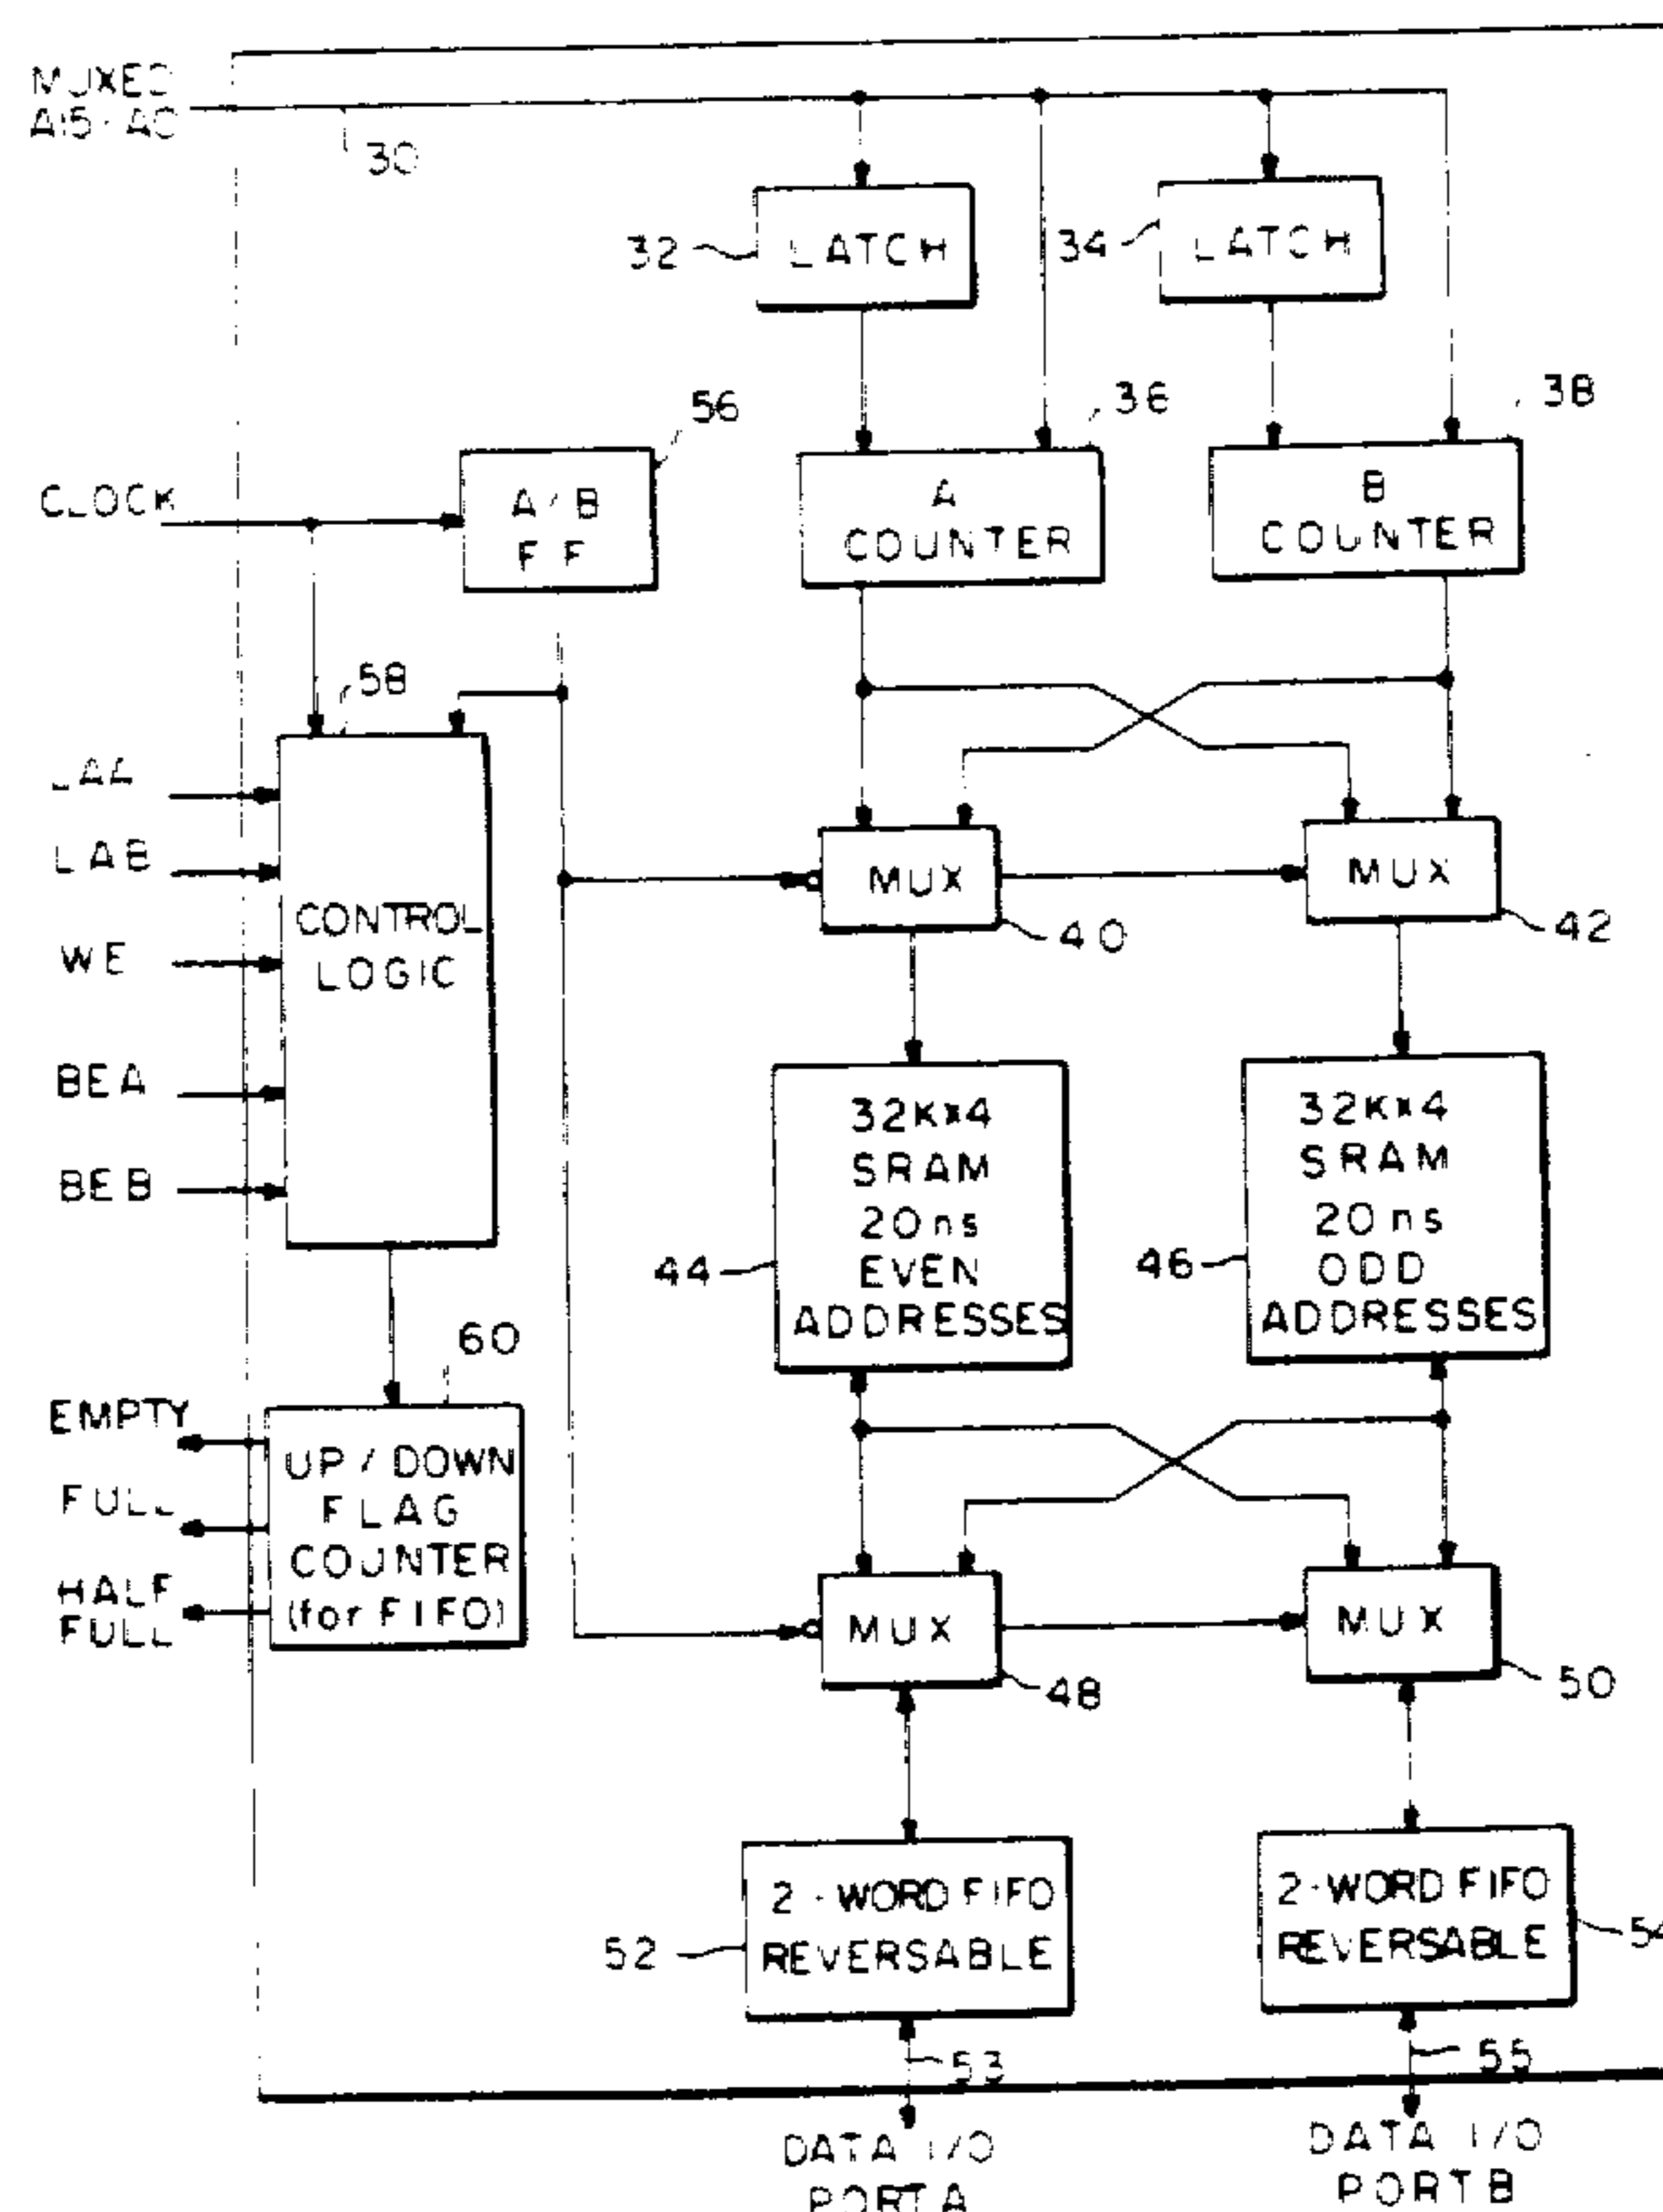 MUXED
A15-A0
30
32
LATCH
34
LATCH
56
36
38
CLOCK
A/B
FF
A
COUNTER
B
COUNTER
58
LAA
LAB
WE
BEA
BEB
CONTROL
LOGIC
MUX
40
MUX
42
32Kx4
SRAM
20ns
EVEN
ADDRESSES
44
32Kx4
SRAM
20ns
ODD
ADDRESSES
46
60
EMPTY
FULL
HALF
FULL
UP/DOWN
FLAG
COUNTER
(for FIFO)
MUX
48
MUX
50
2-WORD FIFO
REVERSABLE
52
2-WORD FIFO
REVERSABLE
54
53
55
DATA I/O
PORT A
DATA I/O
PORT B